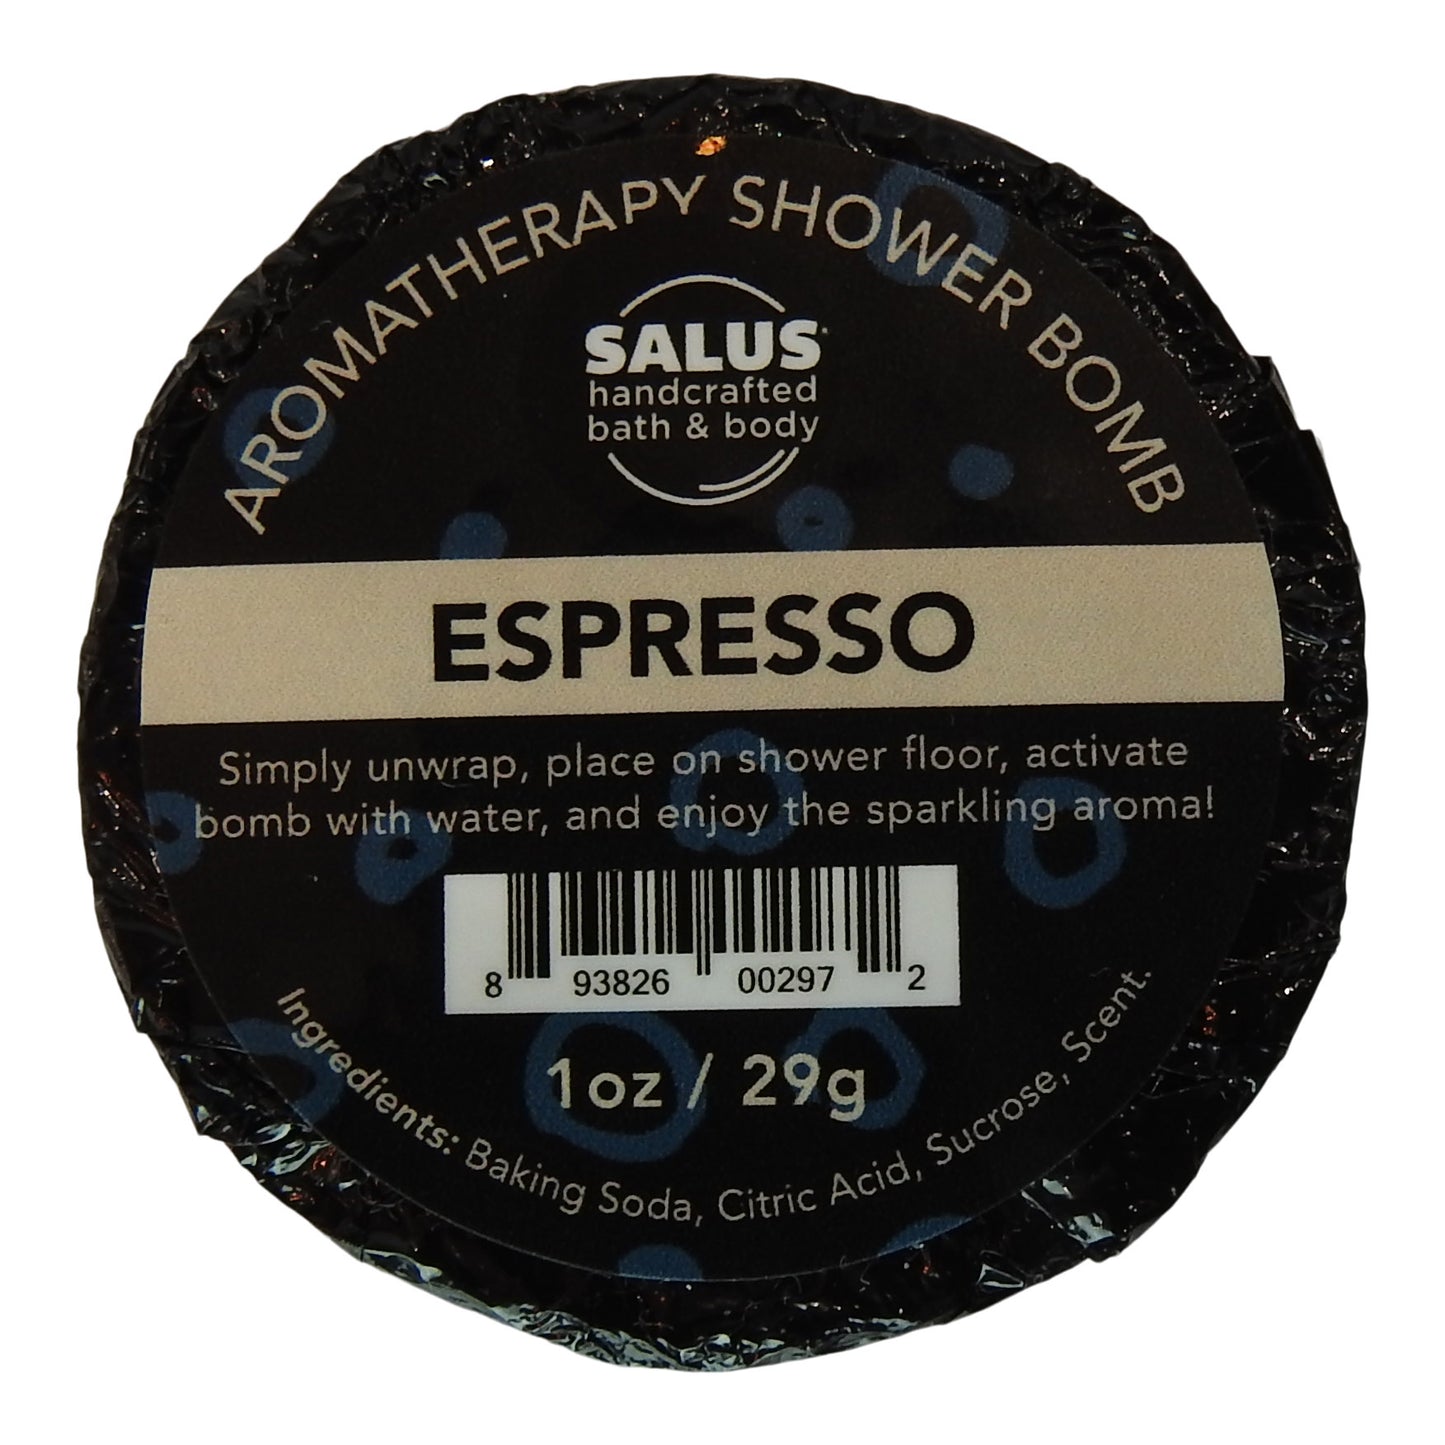 AROMATHERAPY SHOWER BOMB
SALUS
handcrafted
bath & body
ESPRESSO
Simply unwrap, place on shower floor, activate
bomb with water, and enjoy the sparkling aroma!
8 93826 00297 2
1oz / 29g
Ingredients: Baking Soda, Citric Acid, Sucrose, Scent.